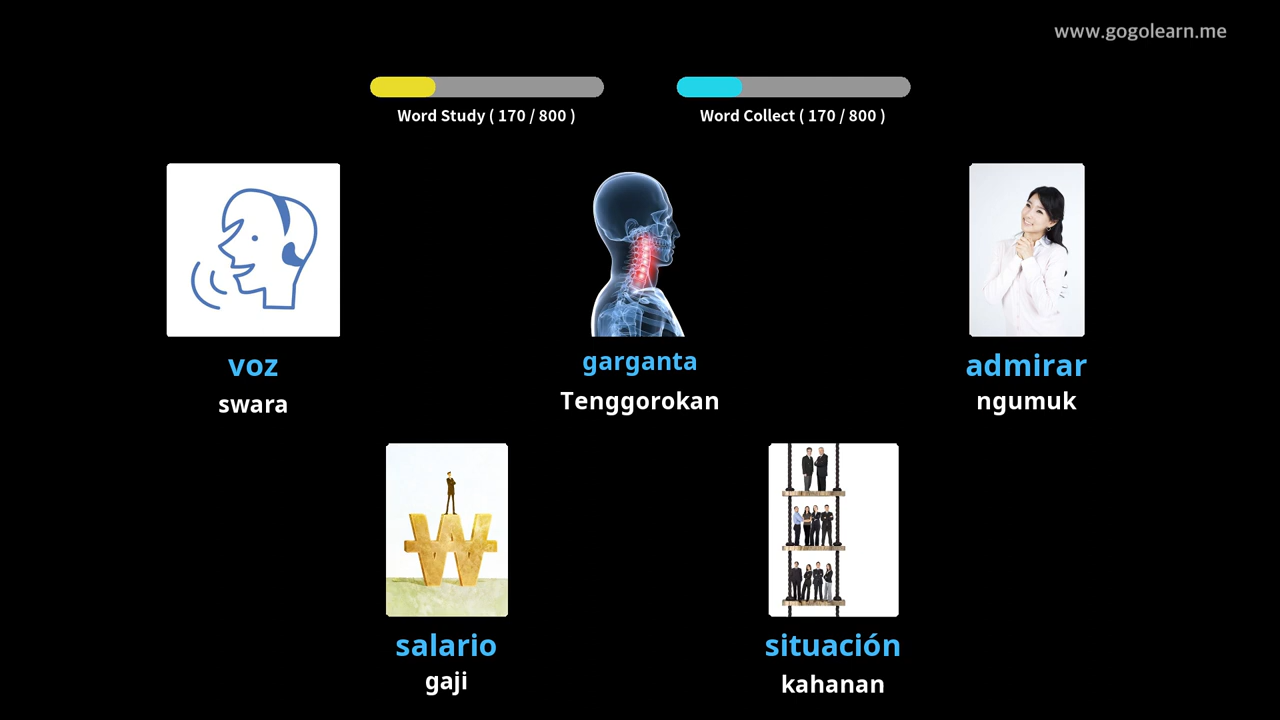 www.gogolearn.me
Word Study ( 170 / 800 )
Word Collect ( 170 / 800 )
voz
swara
garganta
Tenggorokan
admirar
ngumuk
salario
gaji
situación
kahanan